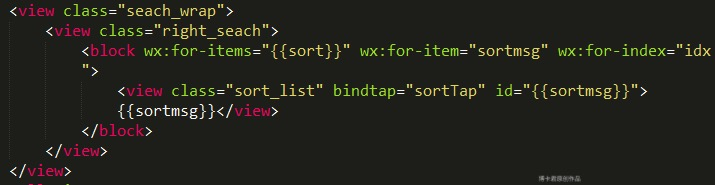 <view class="seach_wrap">
<view class="right_seach">
<block wx:for-items="{{sort}}" wx:for-item="sortmsg" wx:for-index="idx
">
<view class="sort_list" bindtap="sortTap" id="{{sortmsg}}">
{{sortmsg}}</view>
</block>
</view>
</view>
博卡君原创作品